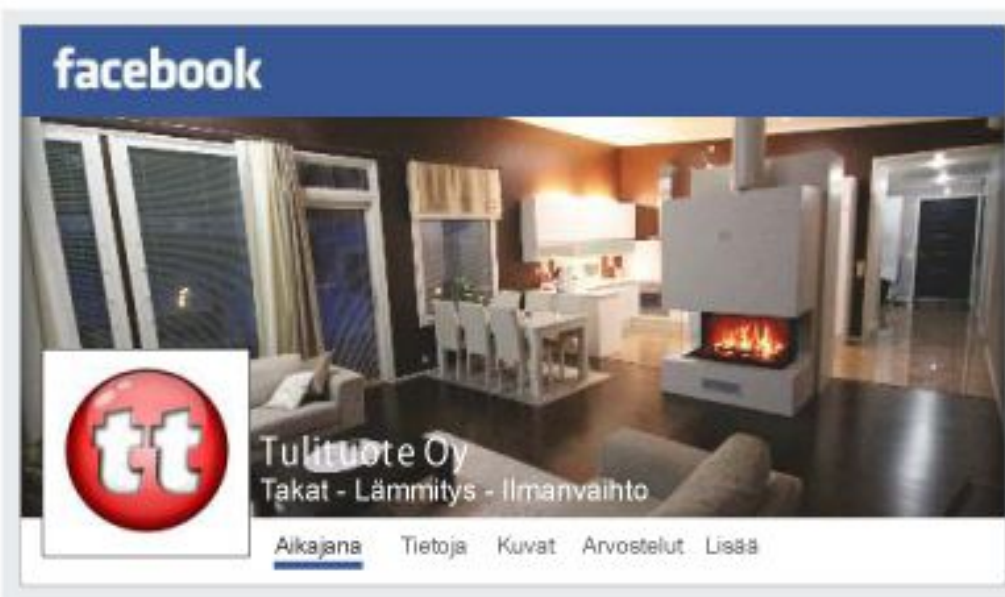 facebook
tt
Tulituote Oy
Takat - Lämmitys - Ilmanvaihto
Aikajana Tietoja Kuvat Arvostelut Lisää